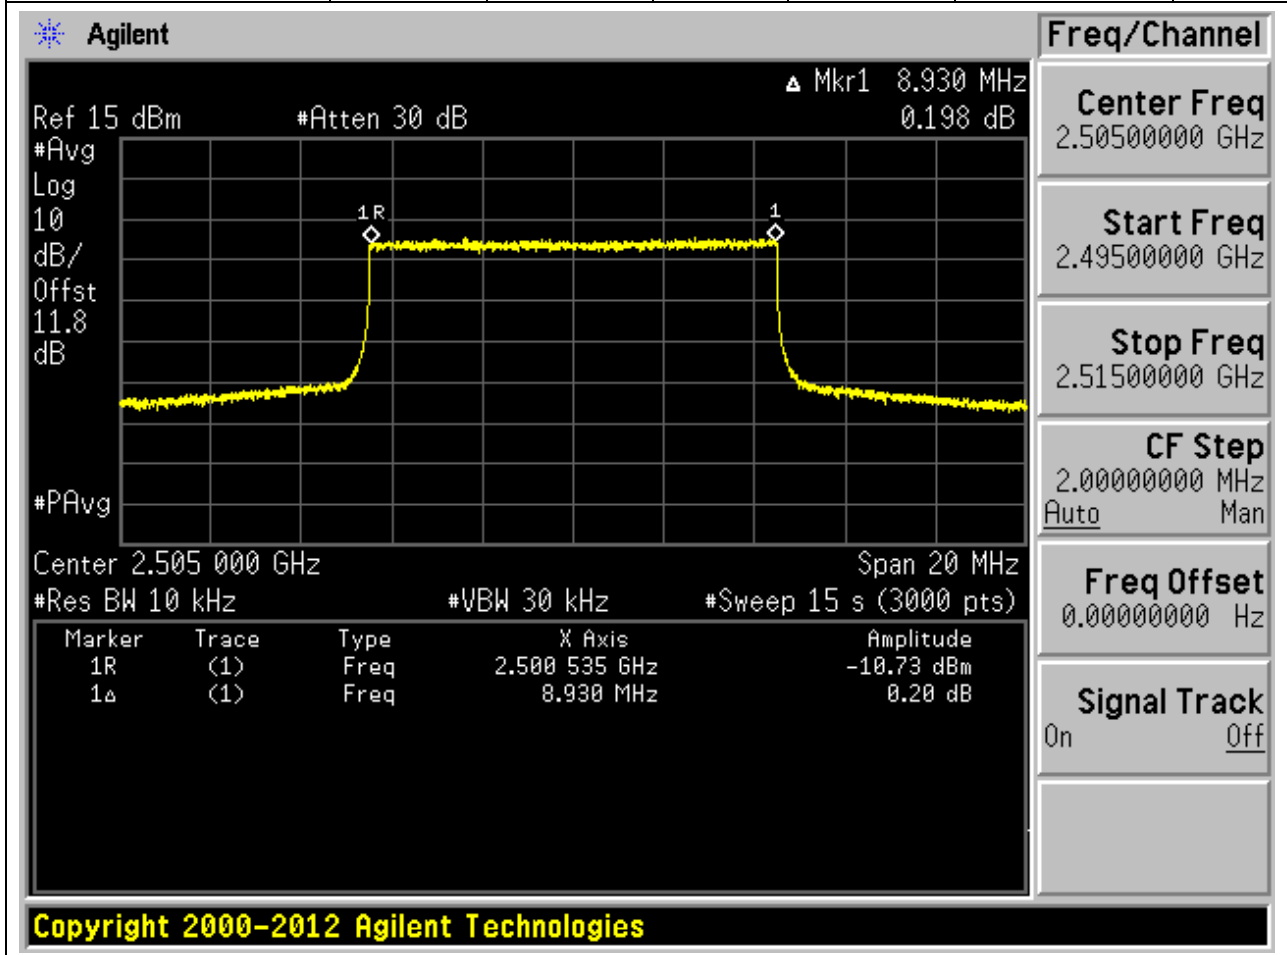 Agilent
Freq/Channel
▵ Mkr1 8.930 MHz
Ref 15 dBm #Atten 30 dB 0.198 dB
#Avg
Log
10
dB/
Offst
11.8
dB
1R
1
#PAvg
Center 2.505 000 GHz Span 20 MHz
#Res BW 10 kHz #VBW 30 kHz #Sweep 15 s (3000 pts)
Marker Trace Type X Axis Amplitude
1R (1) Freq 2.500 535 GHz -10.73 dBm
1▵ (1) Freq 8.930 MHz 0.20 dB
Center Freq
2.50500000 GHz
Start Freq
2.49500000 GHz
Stop Freq
2.51500000 GHz
CF Step
2.00000000 MHz
Auto Man
Freq Offset
0.00000000 Hz
Signal Track
On Off
Copyright 2000-2012 Agilent Technologies